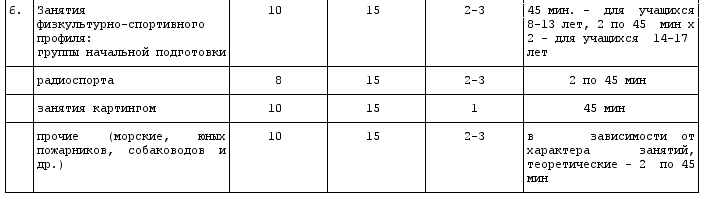 6. Занятия 10 15 2-3 45 мин. - для учащихся
физкультурно-спортивного 8-13 лет, 2 по 45 мин х
профиля: 2 - для учащихся 14-17
группы начальной подготовки лет
радиоспорта 8 15 2-3 2 по 45 мин
занятия картингом 10 15 1 45 мин
прочие (морские, юных 10 15 2-3 в зависимости от
пожарников, собаководов и характера занятий,
др.) теоретические - 2 по 45
мин